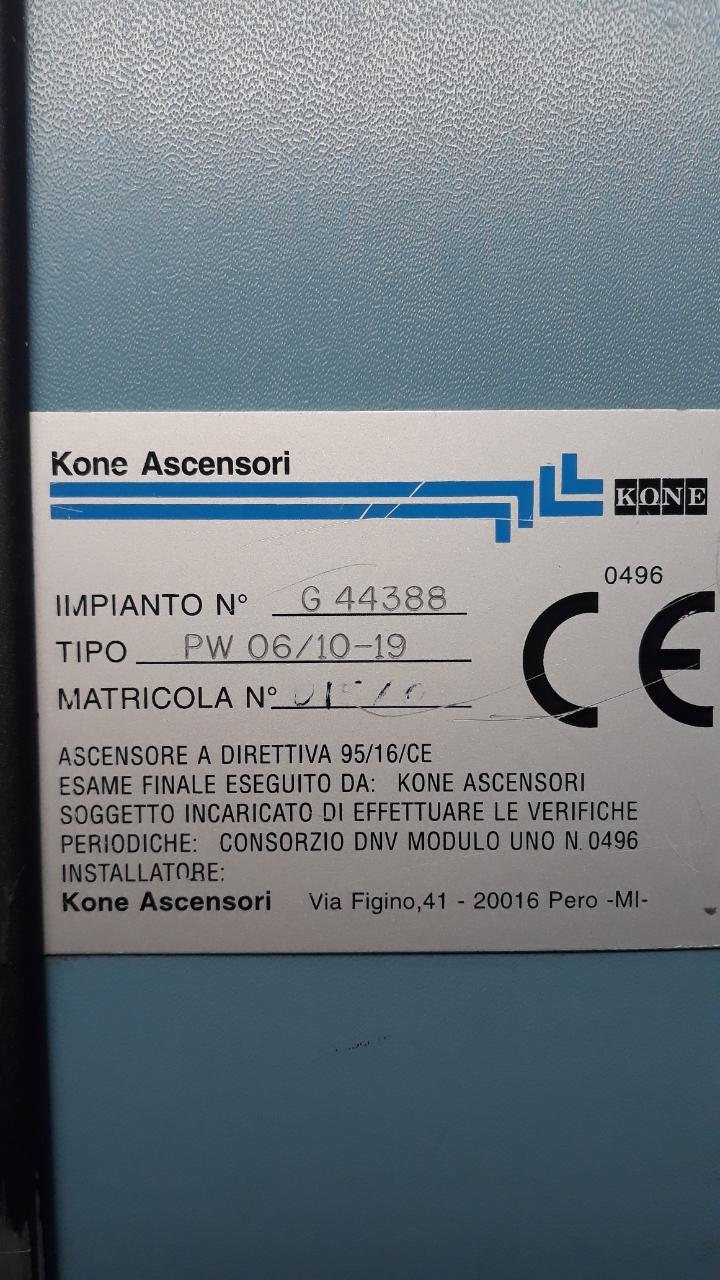 Kone Ascensori
KONE
0496
IMPIANTO N° G 44388
CE
TIPO PW 06/10-19
MATRICOLA N°
ASCENSORE A DIRETTIVA 95/16/CE
ESAME FINALE ESEGUITO DA: KONE ASCENSORI
SOGGETTO INCARICATO DI EFFETTUARE LE VERIFICHE
PERIODICHE: CONSORZIO DNV MODULO UNO N. 0496
INSTALLATORE:
Kone Ascensori Via Figino,41 - 20016 Pero -MI-